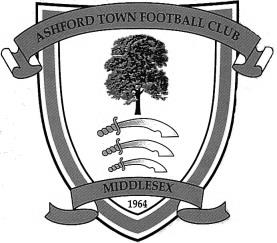 ASHFORD TOWN FOOTBALL CLUB
MIDDLESEX
1964